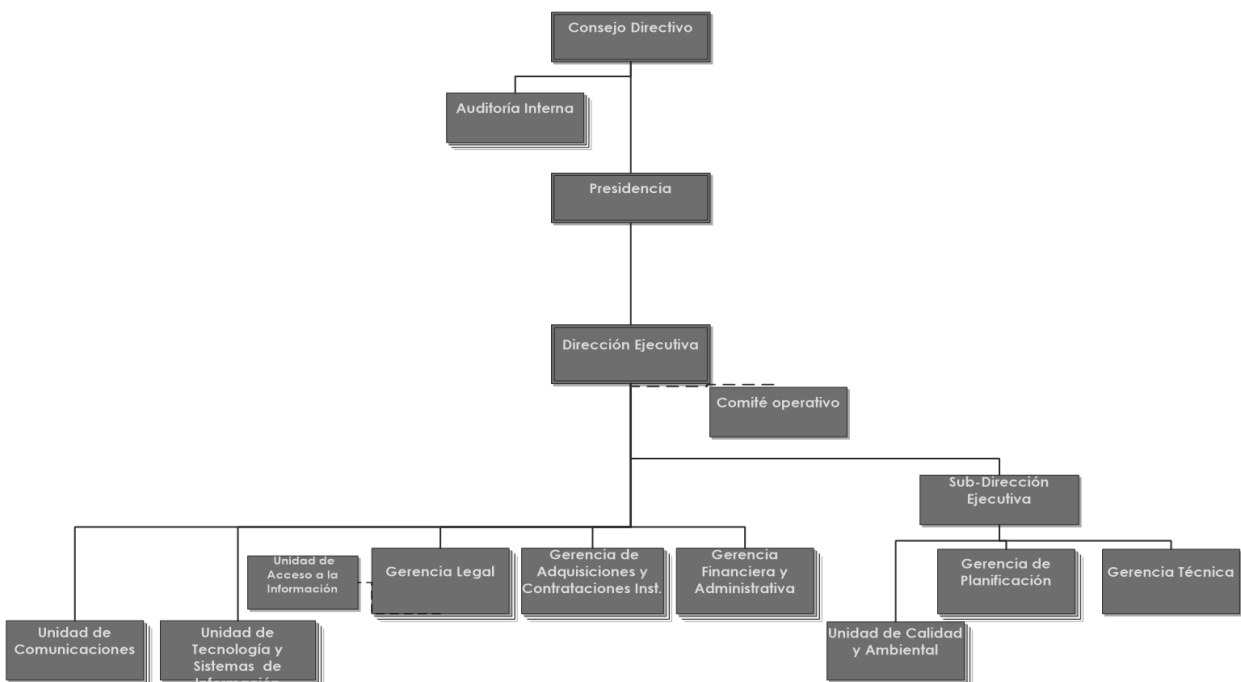 Consejo Directivo
Auditoría Interna
Presidencia
Dirección Ejecutiva
Comité operativo
Sub-Dirección
Ejecutiva
Unidad de
Acceso a la
Información
Gerencia Legal
Gerencia de
Adquisiciones y
Contrataciones Inst.
Gerencia
Financiera y
Administrativa
Gerencia de
Planificación
Gerencia Técnica
Unidad de
Comunicaciones
Unidad de
Tecnología y
Sistemas de
Información
Unidad de Calidad
y Ambiental